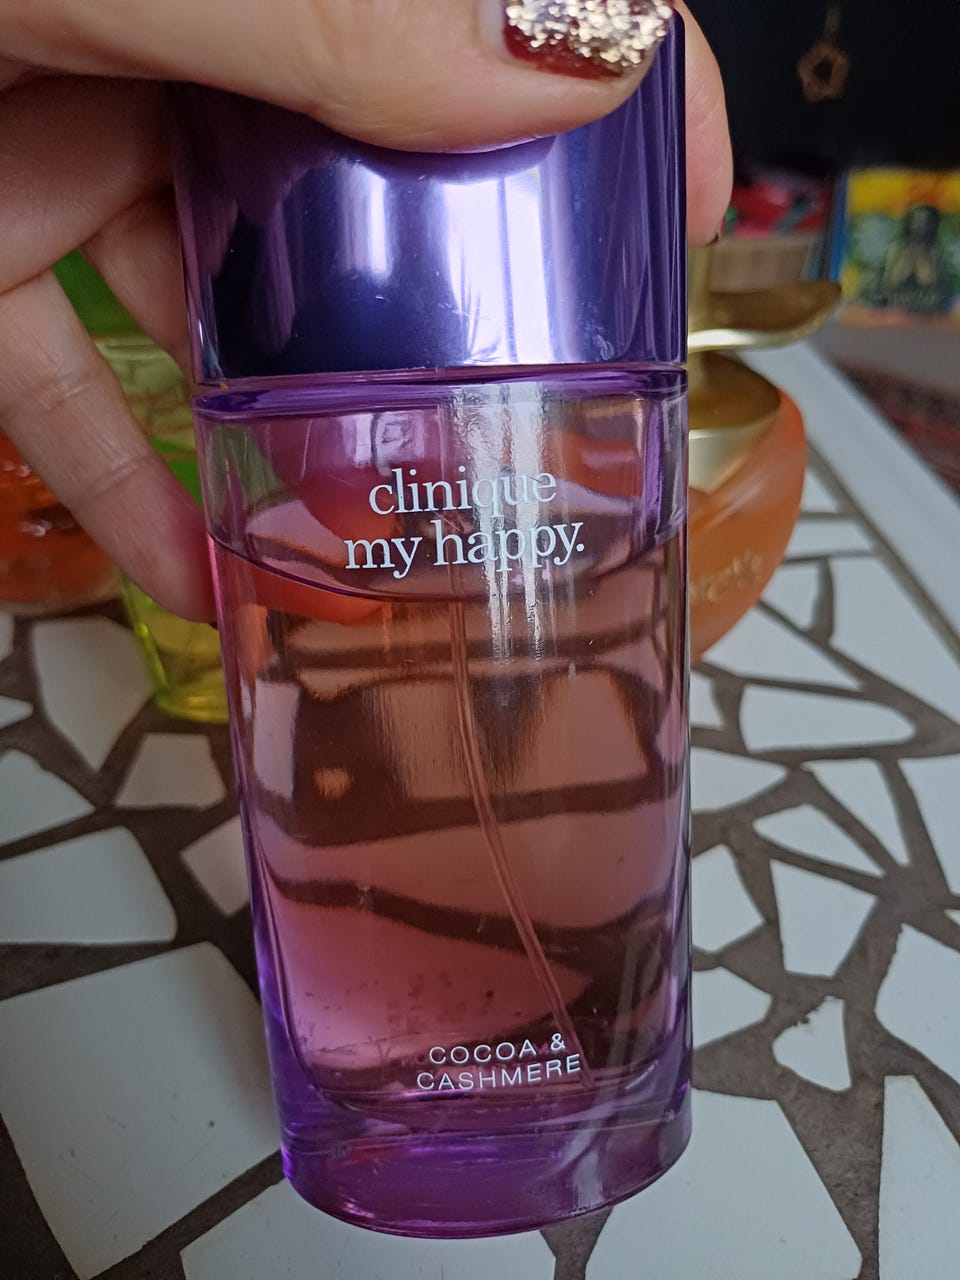 clinique
my happy.
COCOA &
CASHMERE